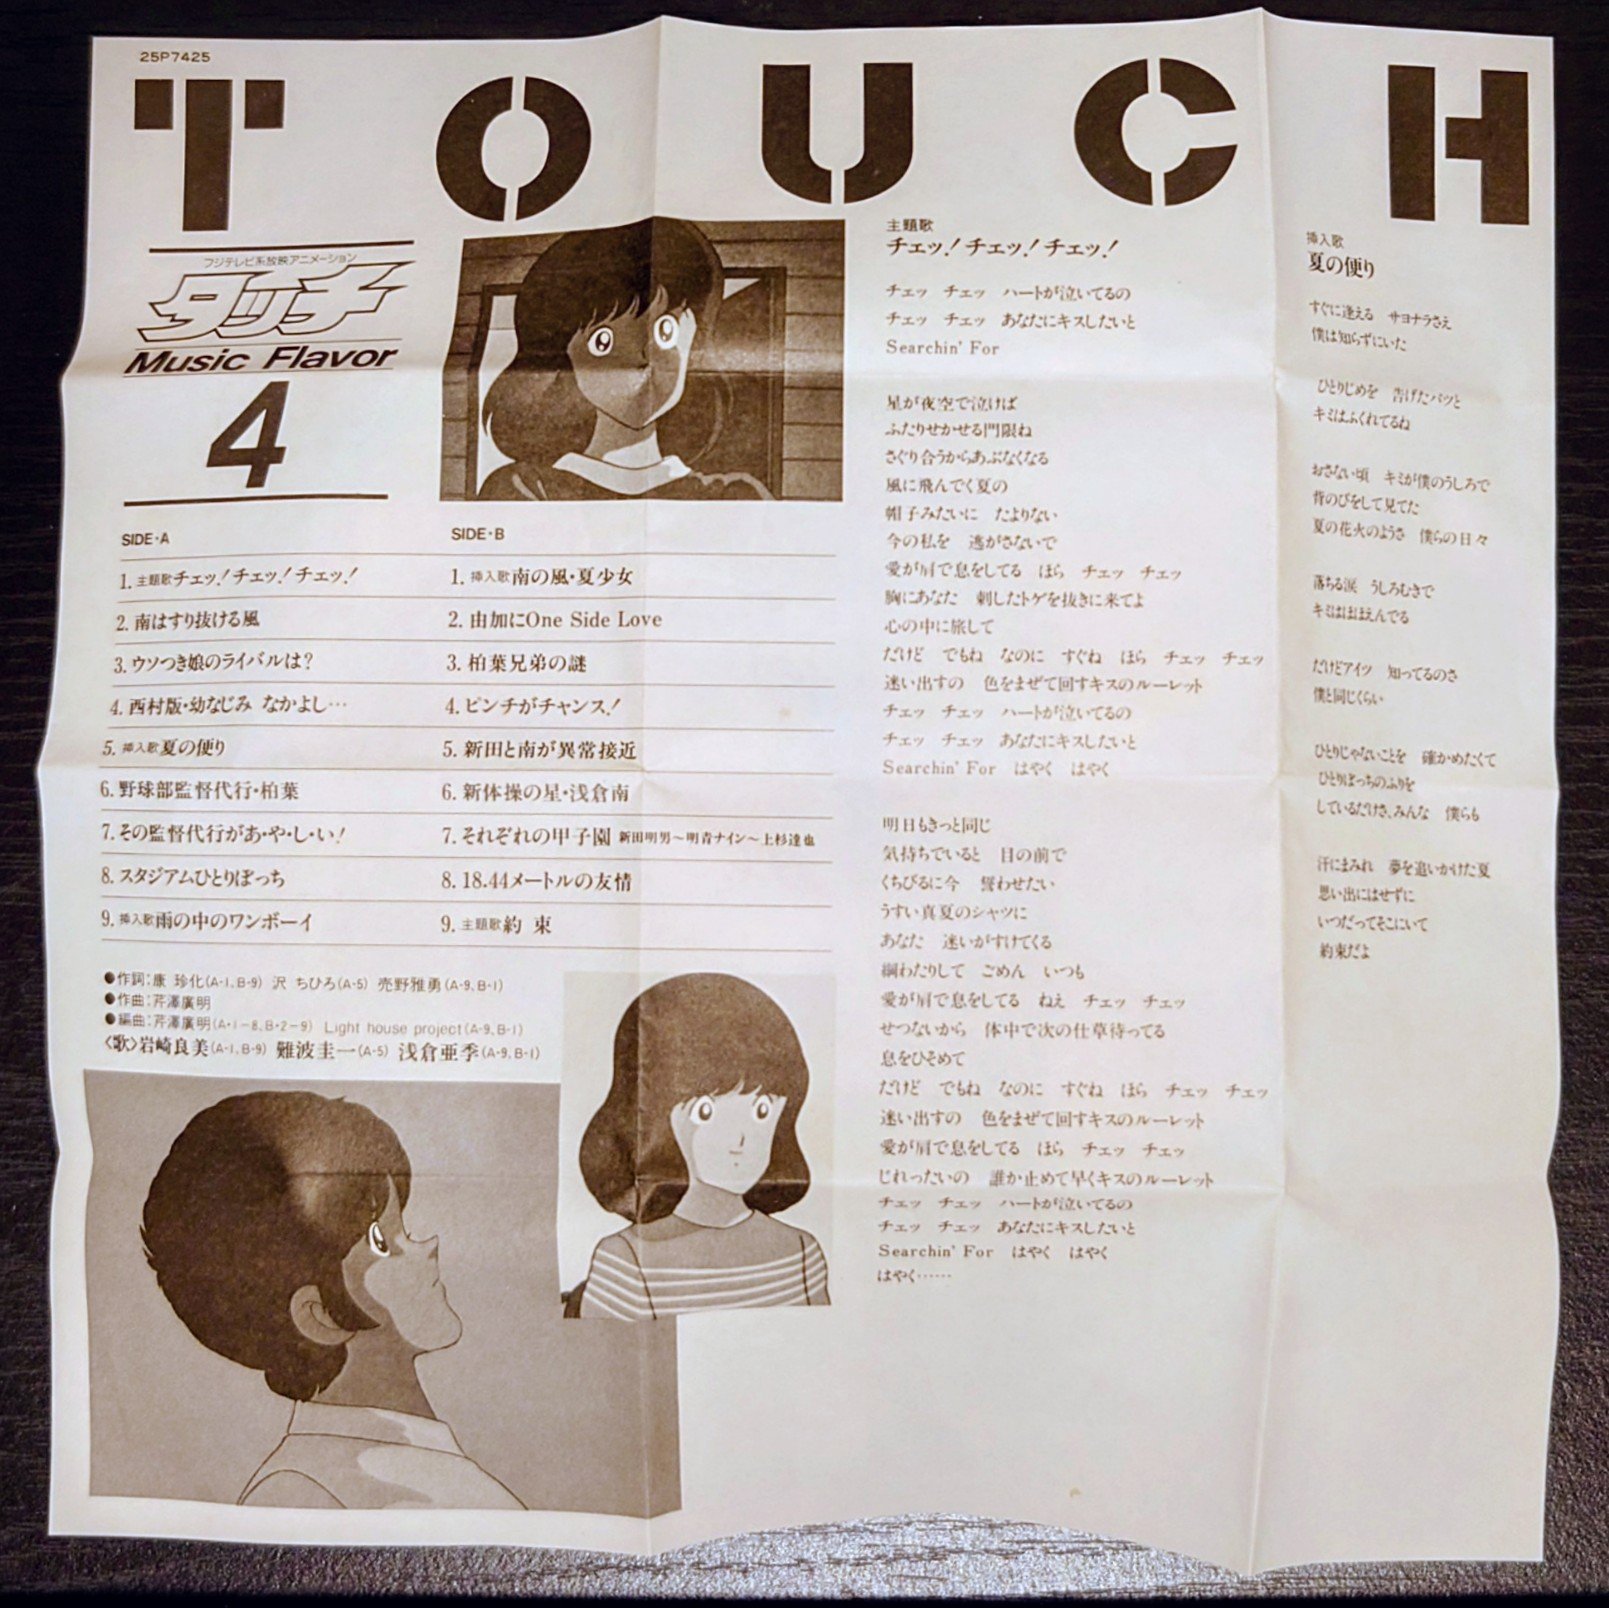 25P7425
TOUCH
フジテレビ系放映アニメーション
タッチ
Music Flavor
4
SIDE・A
1. 主題歌チェッ!チェッ!チェッ!
2. 南はすり抜ける風
3. ウソつき娘のライバルは?
4. 西村版・幼なじみ なかよし…
5. 挿入歌夏の便り
6. 野球部監督代行・柏葉
7. その監督代行があ・や・し・い!
8. スタジアムひとりぼっち
9. 挿入歌雨の中のワンボーイ
SIDE・B
1. 挿入歌南の風・夏少女
2. 由加にOne Side Love
3. 柏葉兄弟の謎
4. ピンチがチャンス!
5. 新田と南が異常接近
6. 新体操の星・浅倉南
7. それぞれの甲子園 新田明男～明青ナイン～上杉達也
8. 18.44メートルの友情
9. 主題歌約 束
●作詞：康 珍化(A-1, B-9) 沢 ちひろ(A-5) 売野雅勇(A-9, B-1)
●作曲：芹澤廣明
●編曲：芹澤廣明(A・1－8, B・2－9) Light house project(A-9, B-1)
〈歌〉岩崎良美(A-1, B-9) 難波圭一(A-5) 浅倉亜季(A-9, B-1)
主題歌
チェッ!チェッ!チェッ!
チェッ チェッ ハートが泣いてるの
チェッ チェッ あなたにキスしたいと
Searchin' For
星が夜空で泣けば
ふたりせかせる門限ね
さぐり合うからあぶなくなる
風に飛んでく夏の
帽子みたいに たよりない
今の私を 逃がさないで
愛が肩で息をしてる ほら チェッ チェッ
胸にあなた 刺したトゲを抜きに来てよ
心の中に旅して
だけど でもね なのに すぐね ほら チェッ チェッ
迷い出すの 色をまぜて回すキスのルーレット
チェッ チェッ ハートが泣いてるの
チェッ チェッ あなたにキスしたいと
Searchin' For はやく はやく
明日もきっと同じ
気持ちでいると 目の前で
くちびるに今 誓わせたい
うすい真夏のシャツに
あなた 迷いがすけてくる
綱わたりして ごめん いつも
愛が肩で息をしてる ねえ チェッ チェッ
せつないから 体中で次の仕草待ってる
息をひそめて
だけど でもね なのに すぐね ほら チェッ チェッ
迷い出すの 色をまぜて回すキスのルーレット
愛が肩で息をしてる ほら チェッ チェッ
じれったいの 誰か止めて早くキスのルーレット
チェッ チェッ ハートが泣いてるの
チェッ チェッ あなたにキスしたいと
Searchin' For はやく はやく
はやく……
挿入歌
夏の便り
すぐに逢える サヨナラさえ
僕は知らずにいた
ひとりじめを 告げたバツと
キミはふくれてるね
おさない頃 キミが僕のうしろで
背のびをして見てた
夏の花火のようさ 僕らの日々
落ちる涙 うしろむきで
キミはほほえんでる
だけどアイツ 知ってるのさ
僕と同じくらい
ひとりじゃないことを 確かめたくて
ひとりぼっちのふりを
しているだけさ、みんな 僕らも
汗にまみれ 夢を追いかけた夏
思い出にはせずに
いつだってそこにいて
約束だよ